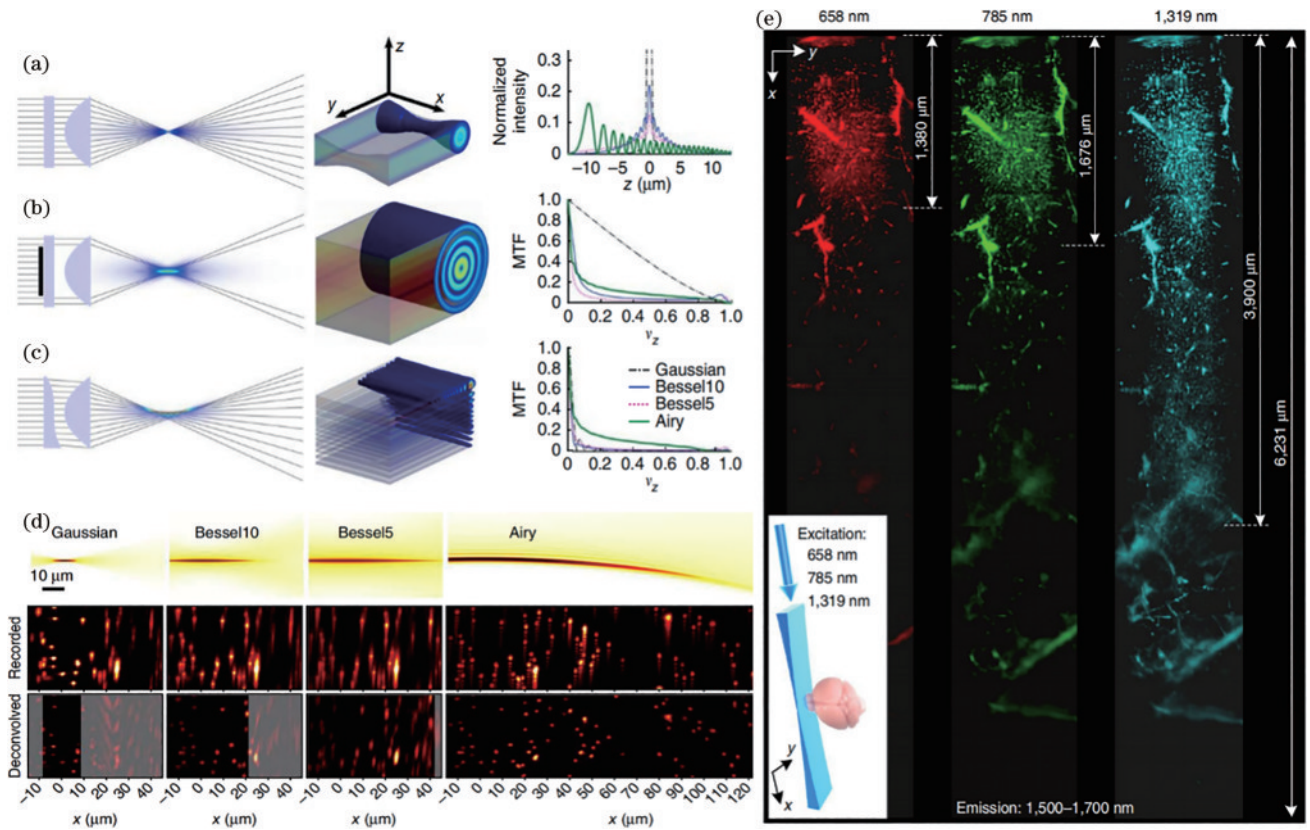 (a)
z
y
x
Normalized
intensity
0.3
0.2
0.1
0
−10 −5 0 5 10
z (μm)
(b)
MTF
1.0
0.8
0.6
0.4
0.2
0
0.2 0.4 0.6 0.8 1.0
νz
(c)
MTF
1.0
0.8
0.6
0.4
0.2
0
0.2 0.4 0.6 0.8 1.0
νz
Gaussian
Bessel10
Bessel5
Airy
(d)
Gaussian
Bessel10
Bessel5
Airy
10 μm
Recorded
Deconvolved
−10 0 10 20 30 40
x (μm)
−10 0 10 20 30 40
x (μm)
−10 0 10 20 30 40
x (μm)
−10 0 10 20 30 40 50 60 70 80 90 100 110 120
x (μm)
(e)
658 nm
785 nm
1,319 nm
y
x
1,380 μm
1,676 μm
3,900 μm
6,231 μm
Excitation:
658 nm
785 nm
1,319 nm
y
x
Emission: 1,500–1,700 nm